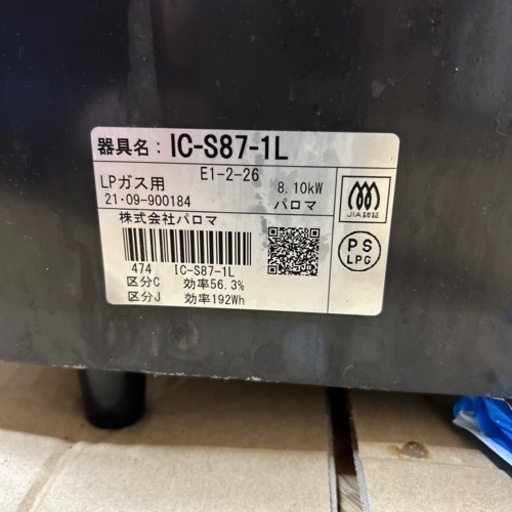 器具名: IC-S87-1L
E1-2-26
LPガス用 8.10kW
21・09-900184 パロマ
株式会社パロマ
474 IC-S87-1L
区分C 効率56.3%
区分J 効率192Wh
JIA認証
PS
LPG